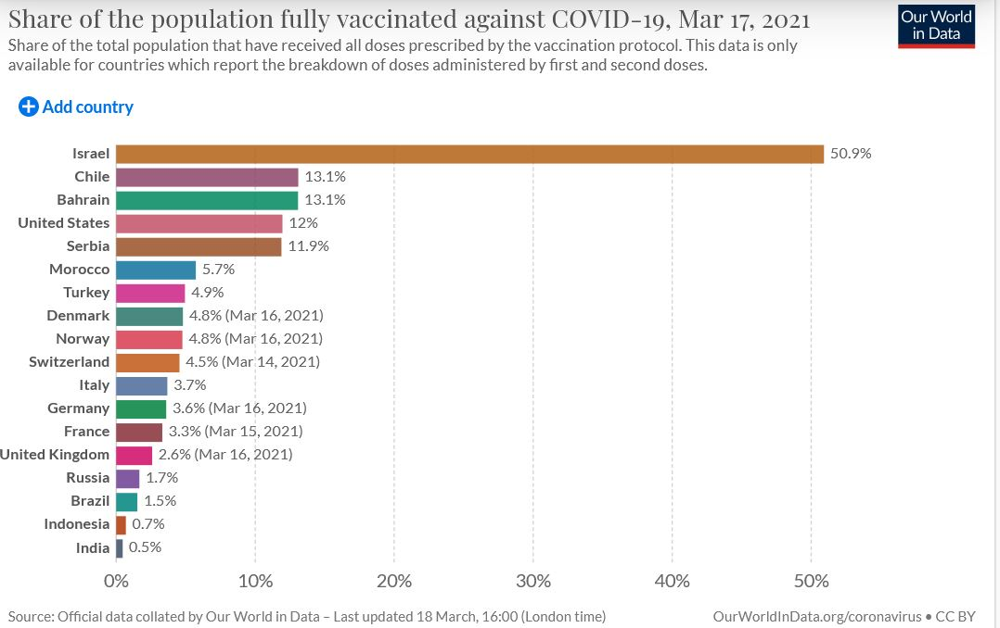 Share of the population fully vaccinated against COVID-19, Mar 17, 2021
Our World
in Data
Share of the total population that have received all doses prescribed by the vaccination protocol. This data is only
available for countries which report the breakdown of doses administered by first and second doses.
Add country
Israel 50.9%
Chile 13.1%
Bahrain 13.1%
United States 12%
Serbia 11.9%
Morocco 5.7%
Turkey 4.9%
Denmark 4.8% (Mar 16, 2021)
Norway 4.8% (Mar 16, 2021)
Switzerland 4.5% (Mar 14, 2021)
Italy 3.7%
Germany 3.6% (Mar 16, 2021)
France 3.3% (Mar 15, 2021)
United Kingdom 2.6% (Mar 16, 2021)
Russia 1.7%
Brazil 1.5%
Indonesia 0.7%
India 0.5%
0% 10% 20% 30% 40% 50%
Source: Official data collated by Our World in Data – Last updated 18 March, 16:00 (London time) OurWorldInData.org/coronavirus • CC BY